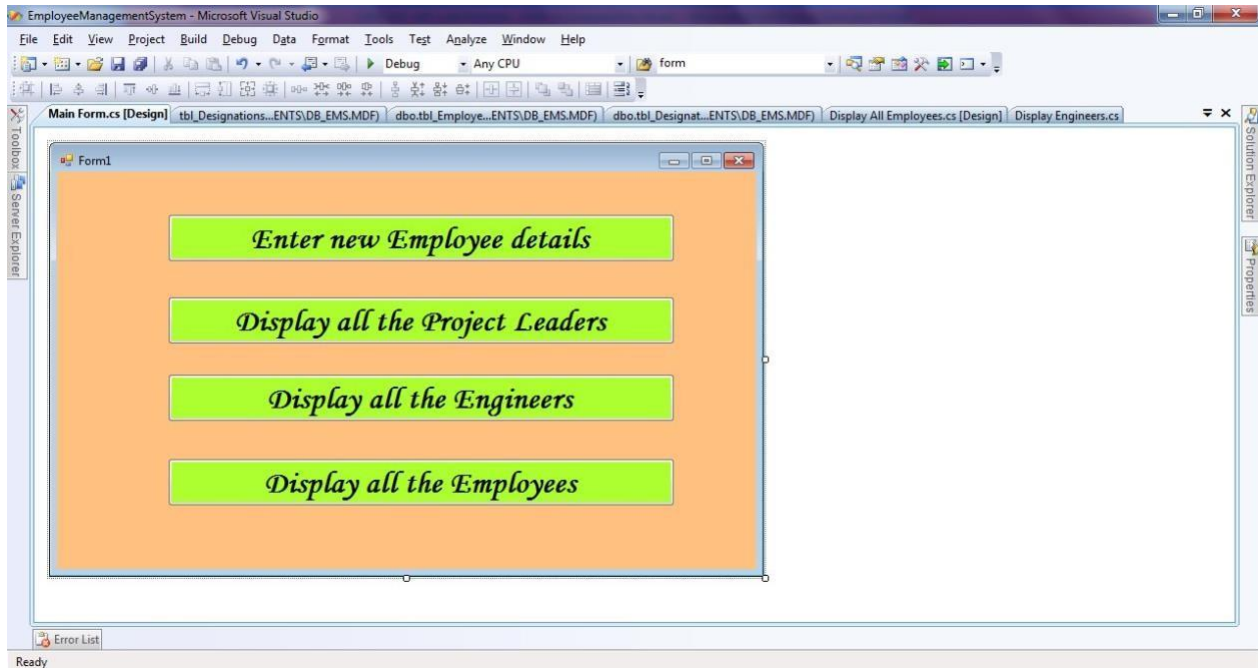 EmployeeManagementSystem - Microsoft Visual Studio
File Edit View Project Build Debug Data Format Tools Test Analyze Window Help
Debug Any CPU form
Main Form.cs [Design] tbl_Designations...ENTS\DB_EMS.MDF) dbo.tbl_Employe...ENTS\DB_EMS.MDF) dbo.tbl_Designat...ENTS\DB_EMS.MDF) Display All Employees.cs [Design] Display Engineers.cs
Toolbox
Server Explorer
Form1
Enter new Employee details
Display all the Project Leaders
Display all the Engineers
Display all the Employees
Solution Explorer
Properties
Error List
Ready